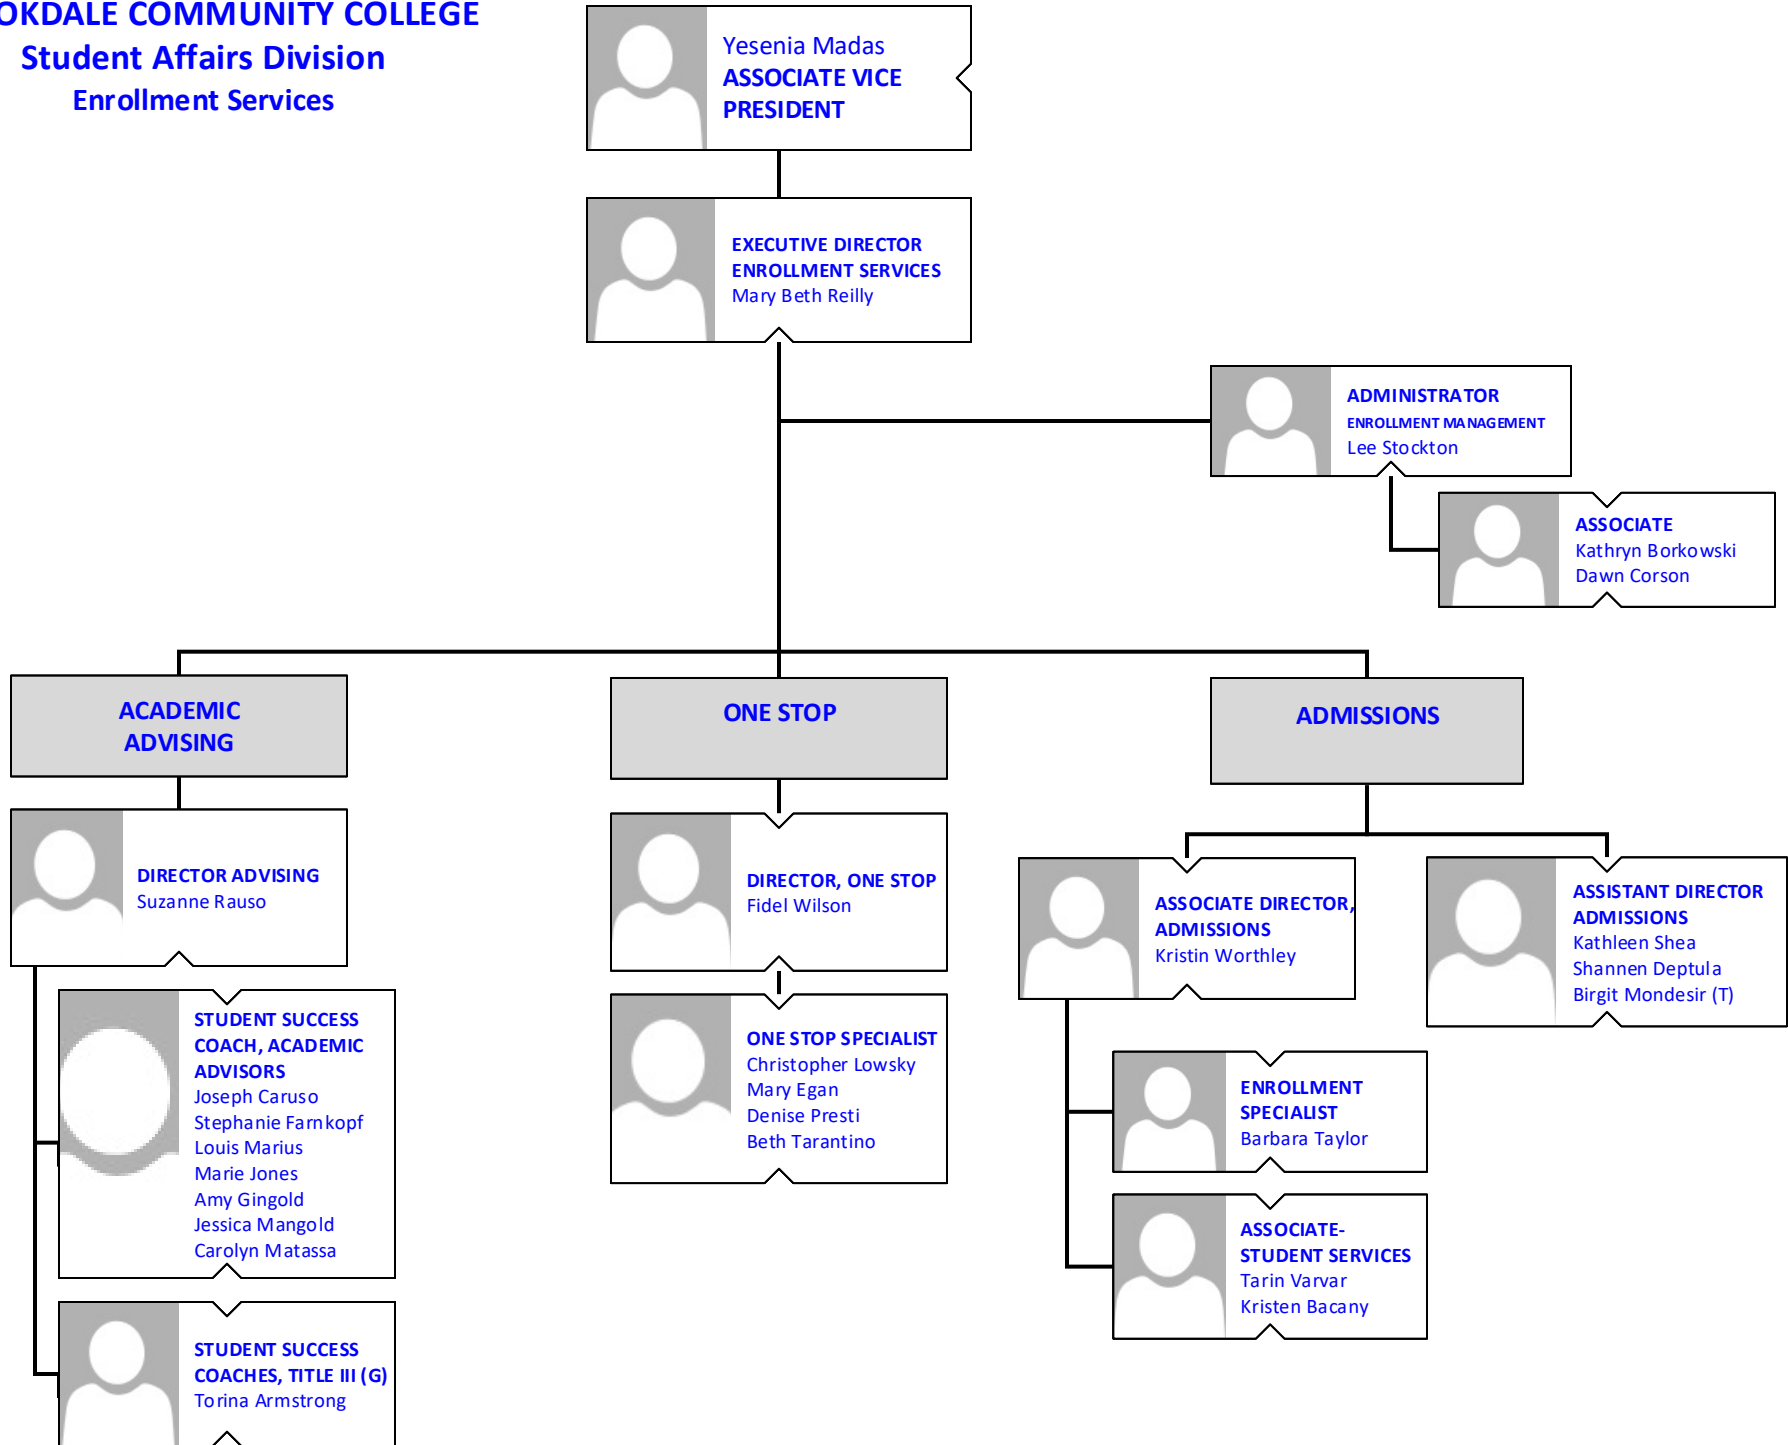 OKDALE COMMUNITY COLLEGE
Student Affairs Division
Enrollment Services
Yesenia Madas
ASSOCIATE VICE
PRESIDENT
EXECUTIVE DIRECTOR
ENROLLMENT SERVICES
Mary Beth Reilly
ADMINISTRATOR
ENROLLMENT MANAGEMENT
Lee Stockton
ASSOCIATE
Kathryn Borkowski
Dawn Corson
ACADEMIC
ADVISING
ONE STOP
ADMISSIONS
DIRECTOR ADVISING
Suzanne Rauso
STUDENT SUCCESS
COACH, ACADEMIC
ADVISORS
Joseph Caruso
Stephanie Farnkopf
Louis Marius
Marie Jones
Amy Gingold
Jessica Mangold
Carolyn Matassa
STUDENT SUCCESS
COACHES, TITLE III (G)
Torina Armstrong
DIRECTOR, ONE STOP
Fidel Wilson
ONE STOP SPECIALIST
Christopher Lowsky
Mary Egan
Denise Presti
Beth Tarantino
ASSOCIATE DIRECTOR,
ADMISSIONS
Kristin Worthley
ENROLLMENT
SPECIALIST
Barbara Taylor
ASSOCIATE-
STUDENT SERVICES
Tarin Varvar
Kristen Bacany
ASSISTANT DIRECTOR
ADMISSIONS
Kathleen Shea
Shannen Deptula
Birgit Mondesir (T)